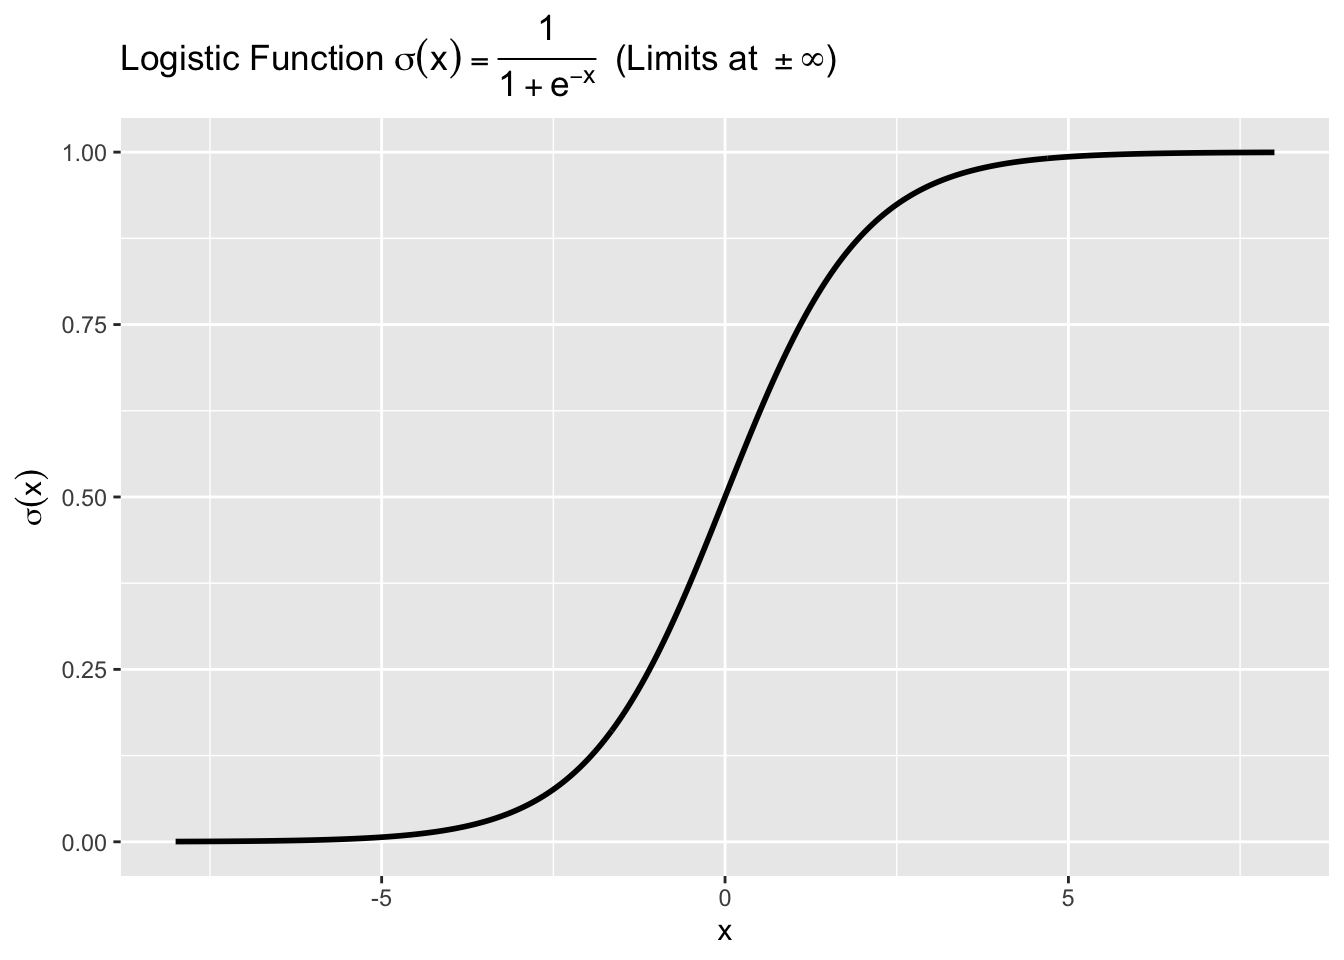 Logistic Function σ(x) = 1/(1 + e^−x) (Limits at ± ∞)
1.00
0.75
0.50
0.25
0.00
σ(x)
-5 0 5
x